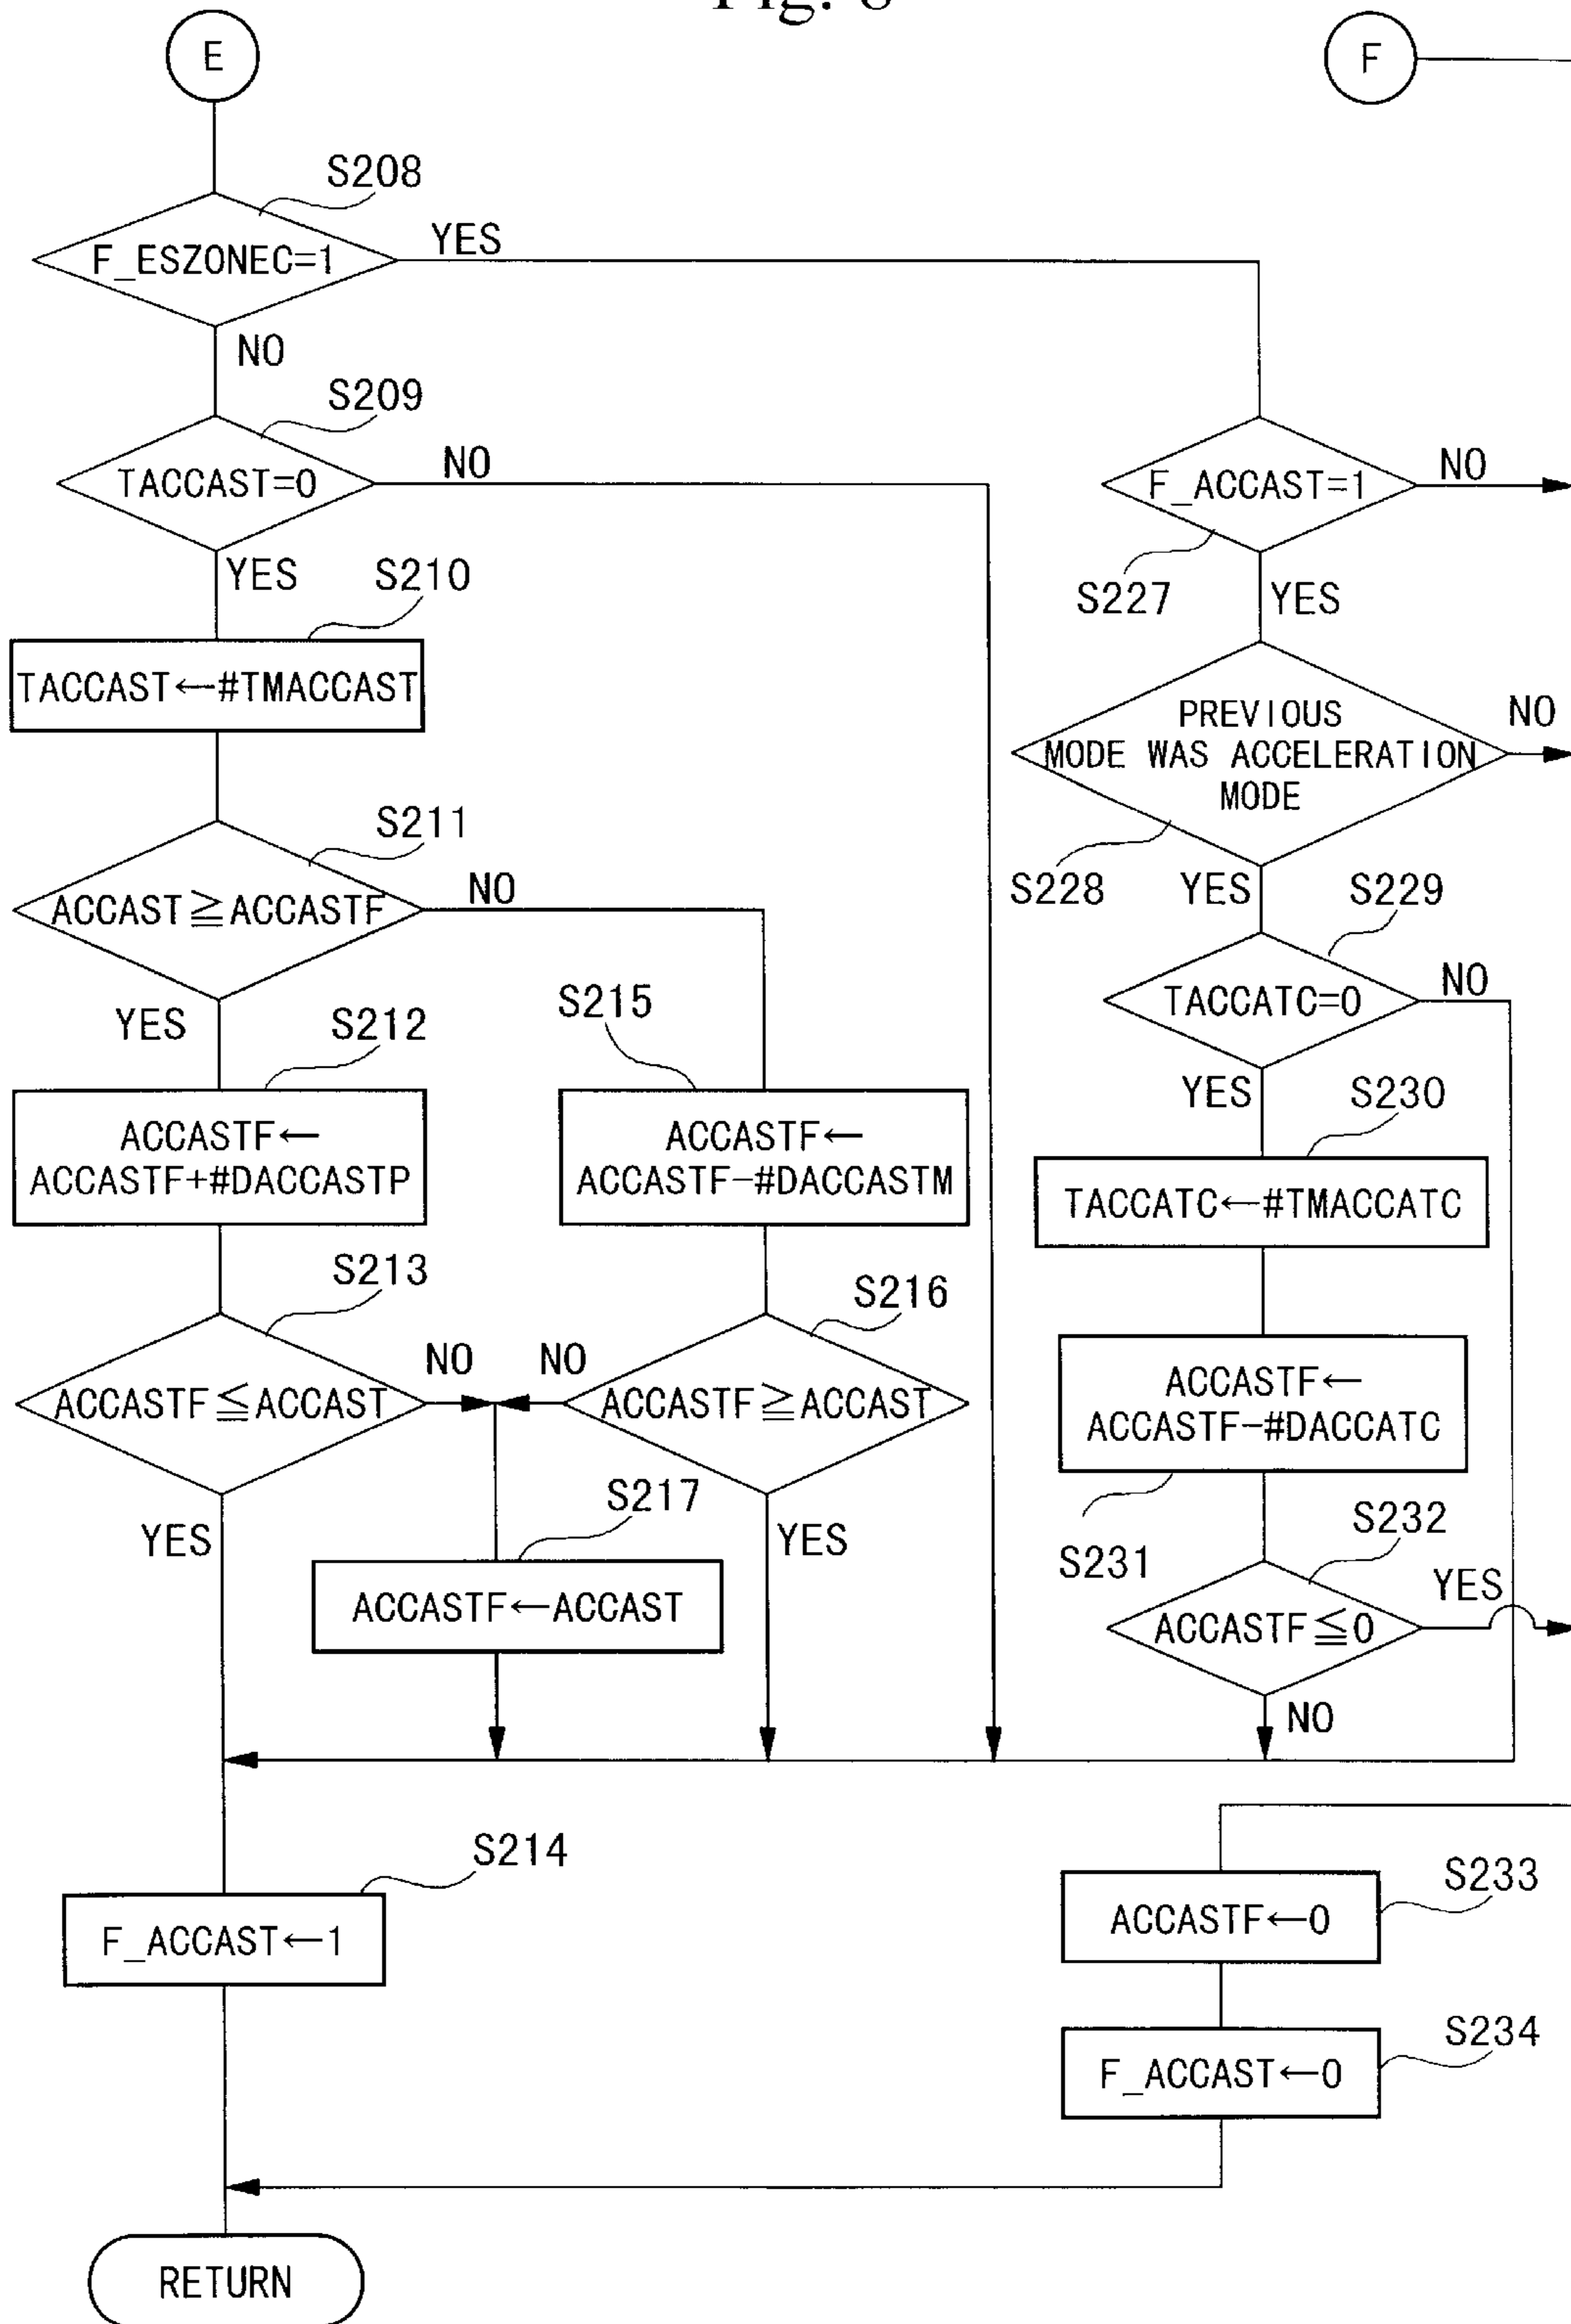 E
F
S208
F_ESZONEC=1
YES
NO
S209
TACCAST=0
NO
YES
S210
TACCAST←#TMACCAST
S211
ACCAST≧ACCASTF
NO
YES
S212
ACCASTF←
ACCASTF+#DACCASTP
S215
ACCASTF←
ACCASTF−#DACCASTM
S213
ACCASTF≦ACCAST
NO
YES
S216
NO
ACCASTF≧ACCAST
YES
S217
ACCASTF←ACCAST
S214
F_ACCAST←1
RETURN
F_ACCAST=1
NO
S227
YES
PREVIOUS
MODE WAS ACCELERATION
MODE
NO
S228
YES
S229
TACCATC=0
NO
YES
S230
TACCATC←#TMACCATC
ACCASTF←
ACCASTF−#DACCATC
S231
S232
YES
ACCASTF≦0
NO
S233
ACCASTF←0
S234
F_ACCAST←0